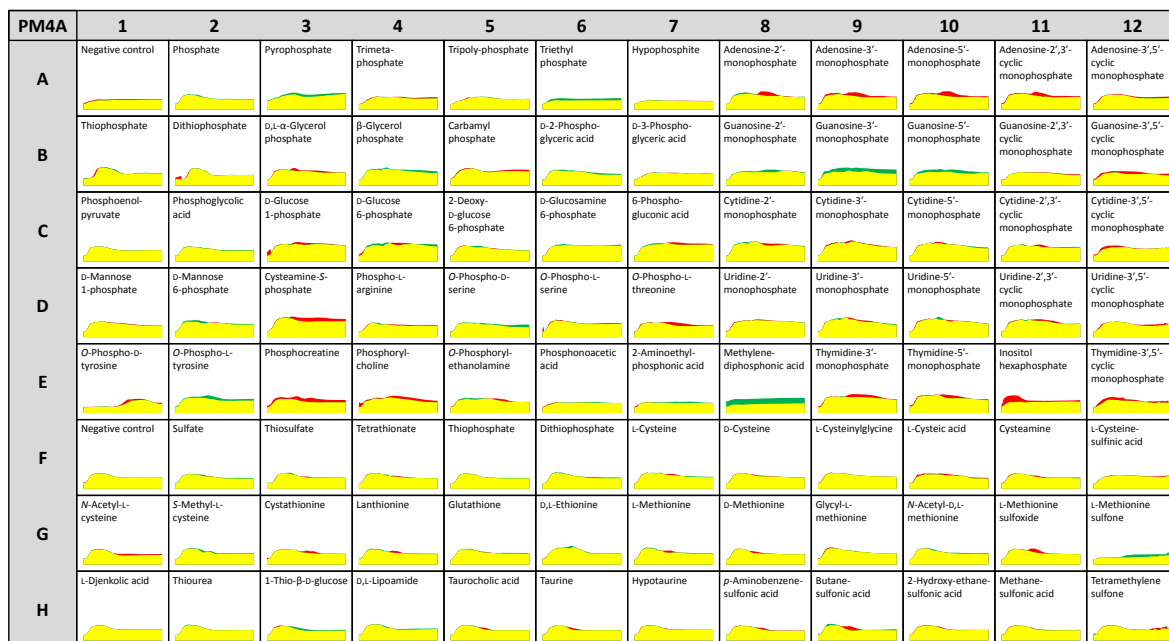 PM4A 1 2 3 4 5 6 7 8 9 10 11 12
A
Negative control
Phosphate
Pyrophosphate
Trimeta-
phosphate
Tripoly-phosphate
Triethyl
phosphate
Hypophosphite
Adenosine-2′-
monophosphate
Adenosine-3′-
monophosphate
Adenosine-5′-
monophosphate
Adenosine-2′,3′-
cyclic
monophosphate
Adenosine-3′,5′-
cyclic
monophosphate
B
Thiophosphate
Dithiophosphate
D,L-α-Glycerol
phosphate
β-Glycerol
phosphate
Carbamyl
phosphate
D-2-Phospho-
glyceric acid
D-3-Phospho-
glyceric acid
Guanosine-2′-
monophosphate
Guanosine-3′-
monophosphate
Guanosine-5′-
monophosphate
Guanosine-2′,3′-
cyclic
monophosphate
Guanosine-3′,5′-
cyclic
monophosphate
C
Phosphoenol-
pyruvate
Phosphoglycolic
acid
D-Glucose
1-phosphate
D-Glucose
6-phosphate
2-Deoxy-
D-glucose
6-phosphate
D-Glucosamine
6-phosphate
6-Phospho-
gluconic acid
Cytidine-2′-
monophosphate
Cytidine-3′-
monophosphate
Cytidine-5′-
monophosphate
Cytidine-2′,3′-
cyclic
monophosphate
Cytidine-3′,5′-
cyclic
monophosphate
D
D-Mannose
1-phosphate
D-Mannose
6-phosphate
Cysteamine-S-
phosphate
Phospho-L-
arginine
O-Phospho-D-
serine
O-Phospho-L-
serine
O-Phospho-L-
threonine
Uridine-2′-
monophosphate
Uridine-3′-
monophosphate
Uridine-5′-
monophosphate
Uridine-2′,3′-
cyclic
monophosphate
Uridine-3′,5′-
cyclic
monophosphate
E
O-Phospho-D-
tyrosine
O-Phospho-L-
tyrosine
Phosphocreatine
Phosphoryl-
choline
O-Phosphoryl-
ethanolamine
Phosphonoacetic
acid
2-Aminoethyl-
phosphonic acid
Methylene-
diphosphonic acid
Thymidine-3′-
monophosphate
Thymidine-5′-
monophosphate
Inositol
hexaphosphate
Thymidine-3′,5′-
cyclic
monophosphate
F
Negative control
Sulfate
Thiosulfate
Tetrathionate
Thiophosphate
Dithiophosphate
L-Cysteine
D-Cysteine
L-Cysteinylglycine
L-Cysteic acid
Cysteamine
L-Cysteine-
sulfinic acid
G
N-Acetyl-L-
cysteine
S-Methyl-L-
cysteine
Cystathionine
Lanthionine
Glutathione
D,L-Ethionine
L-Methionine
D-Methionine
Glycyl-L-
methionine
N-Acetyl-D,L-
methionine
L-Methionine
sulfoxide
L-Methionine
sulfone
H
L-Djenkolic acid
Thiourea
1-Thio-β-D-glucose
D,L-Lipoamide
Taurocholic acid
Taurine
Hypotaurine
p-Aminobenzene-
sulfonic acid
Butane-
sulfonic acid
2-Hydroxy-ethane-
sulfonic acid
Methane-
sulfonic acid
Tetramethylene
sulfone